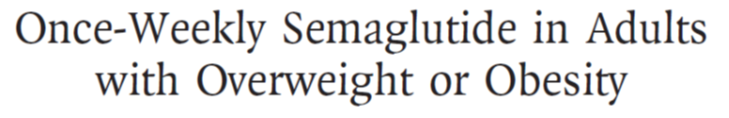 Once-Weekly Semaglutide in Adults
with Overweight or Obesity